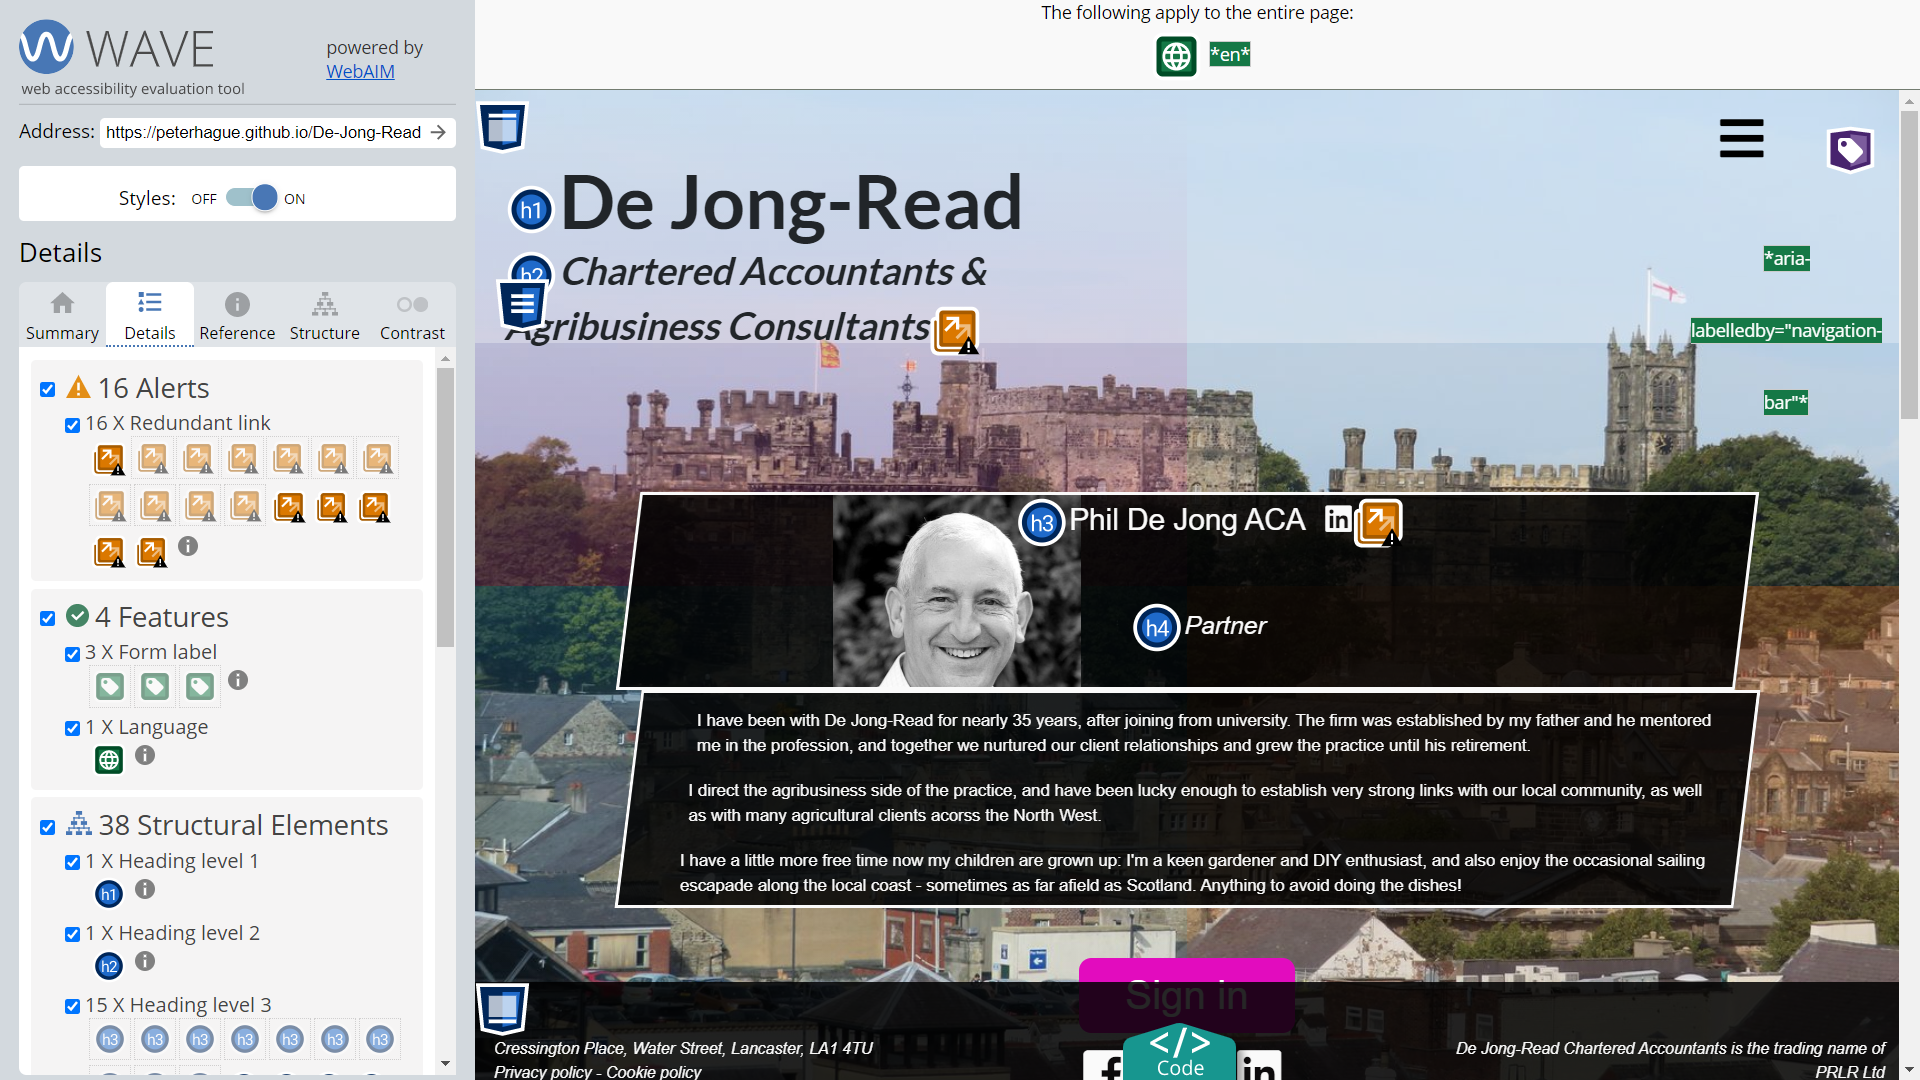 WAVE
web accessibility evaluation tool
powered by
WebAIM
Address: https://peterhague.github.io/De-Jong-Read
Styles: OFF ON
Details
Summary
Details
Reference
Structure
Contrast
16 Alerts
16 X Redundant link
4 Features
3 X Form label
1 X Language
38 Structural Elements
1 X Heading level 1
h1
1 X Heading level 2
h2
15 X Heading level 3
h3 h3 h3 h3 h3 h3 h3
The following apply to the entire page:
*en*
h1 De Jong-Read
h2 Chartered Accountants &
Agribusiness Consultants
*aria-
labelledby="navigation-
bar"*
h3 Phil De Jong ACA in
h4 Partner
I have been with De Jong-Read for nearly 35 years, after joining from university. The firm was established by my father and he mentored
me in the profession, and together we nurtured our client relationships and grew the practice until his retirement.
I direct the agribusiness side of the practice, and have been lucky enough to establish very strong links with our local community, as well
as with many agricultural clients acorss the North West.
I have a little more free time now my children are grown up: I'm a keen gardener and DIY enthusiast, and also enjoy the occasional sailing
escapade along the local coast - sometimes as far afield as Scotland. Anything to avoid doing the dishes!
Sign in
Cressington Place, Water Street, Lancaster, LA1 4TU
Privacy policy - Cookie policy
f
</>
Code
in
De Jong-Read Chartered Accountants is the trading name of
PRLR Ltd